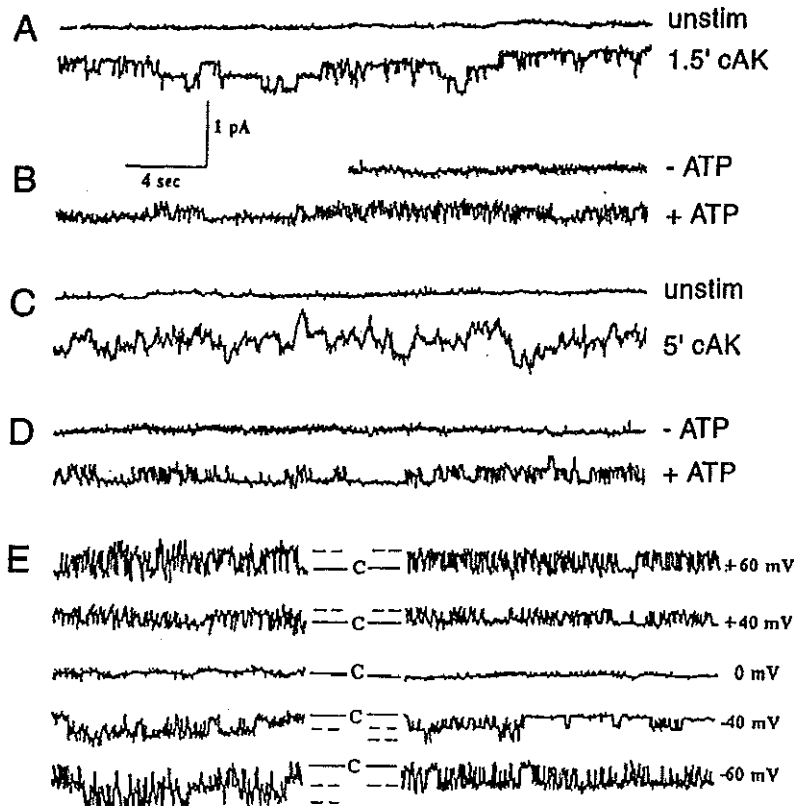 A unstim
1.5' cAK
1 pA
4 sec
B - ATP
+ ATP
C unstim
5' cAK
D - ATP
+ ATP
E C +60 mV
C +40 mV
C 0 mV
C -40 mV
C -60 mV